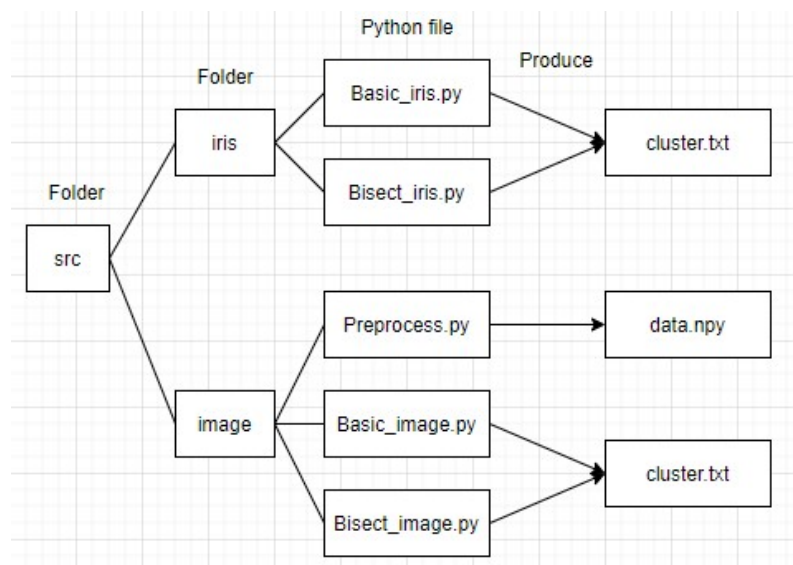 Python file
Produce
Folder
Basic_iris.py
iris
cluster.txt
Bisect_iris.py
Folder
src
Preprocess.py
data.npy
image
Basic_image.py
cluster.txt
Bisect_image.py